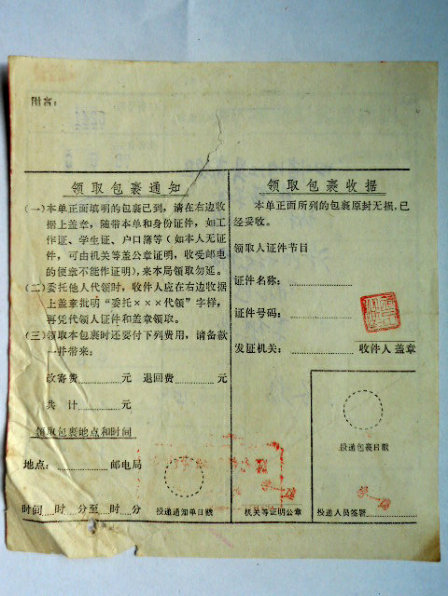 附言：
领取包裹通知
(一)本单正面填明的包裹已到，请在右边收
据上盖章，随带本单和身份证件，如工
作证、学生证、户口簿等(如本人无证
件，可由机关等盖公章证明，收受邮电
的便章不能作证明)，来本局领取勿延。
(二)委托他人代领时，收件人应在右边收据
上盖章批明“委托×××代领”字样，
再凭代领人证件和盖章领取。
(三)领取本包裹时还要付下列费用，请备款
一并带来：
改寄费 元 退回费 元
共 计 元
领取包裹地点和时间
地点： 邮电局
时间 时 分至 时 分
投递通知单日戳
领取包裹收据
本单正面所列的包裹原封无损，已
经妥收。
领取人证件节目
证件名称：
证件号码：
发证机关： 收件人盖章
投递包裹日戳
机关等证明公章
投递人员签署